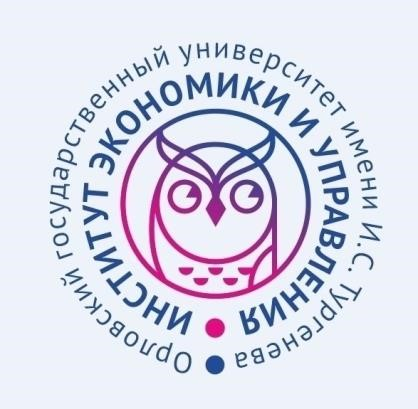 Орловский государственный университет имени И.С. Тургенева
ИНСТИТУТ ЭКОНОМИКИ И УПРАВЛЕНИЯ